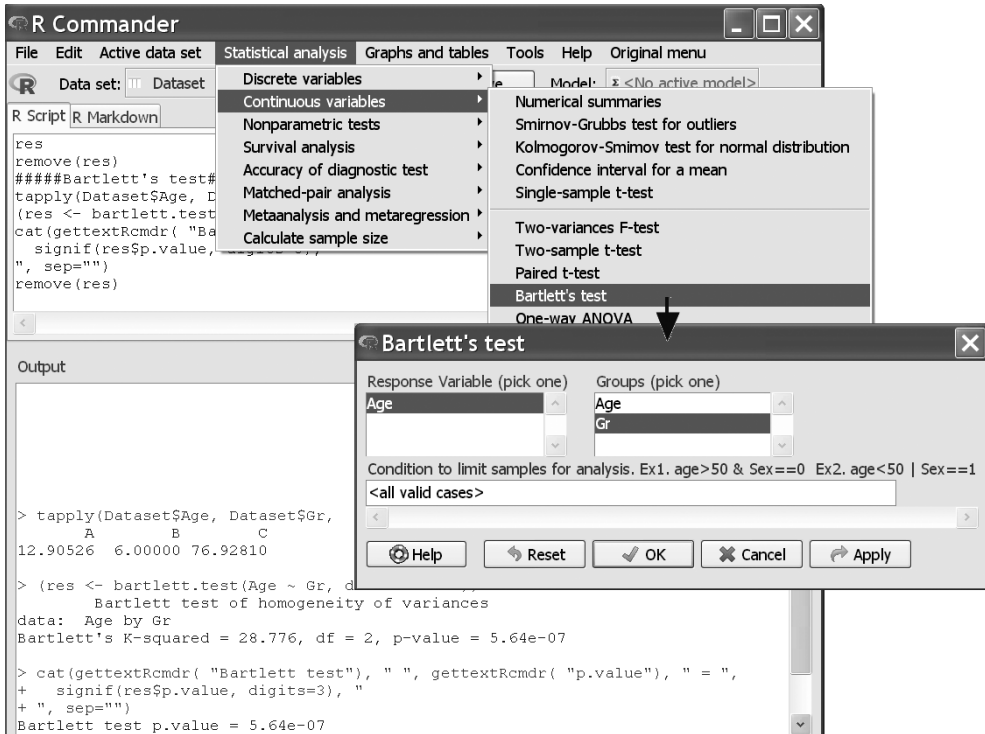 R Commander
File Edit Active data set Statistical analysis Graphs and tables Tools Help Original menu
Data set: Dataset Model: Σ <No active model>
R Script R Markdown
res
remove(res)
#####Bartlett's test#
tapply(Dataset$Age, D
(res <- bartlett.test
cat(gettextRcmdr( "Ba
signif(res$p.value,
", sep="")
remove(res)
Discrete variables
Continuous variables
Nonparametric tests
Survival analysis
Accuracy of diagnostic test
Matched-pair analysis
Metaanalysis and metaregression
Calculate sample size
Numerical summaries
Smirnov-Grubbs test for outliers
Kolmogorov-Smirnov test for normal distribution
Confidence interval for a mean
Single-sample t-test
Two-variances F-test
Two-sample t-test
Paired t-test
Bartlett's test
One-way ANOVA
Bartlett's test
Response Variable (pick one) Groups (pick one)
Age
Age
Gr
Condition to limit samples for analysis. Ex1. age>50 & Sex==0 Ex2. age<50 | Sex==1
<all valid cases>
Help Reset OK Cancel Apply
Output
> tapply(Dataset$Age, Dataset$Gr,
A B C
12.90526 6.00000 76.92810
> (res <- bartlett.test(Age ~ Gr, d
Bartlett test of homogeneity of variances
data: Age by Gr
Bartlett's K-squared = 28.776, df = 2, p-value = 5.64e-07
> cat(gettextRcmdr( "Bartlett test"), " ", gettextRcmdr( "p.value"), " = ",
+ signif(res$p.value, digits=3), "
+ ", sep="")
Bartlett test p.value = 5.64e-07